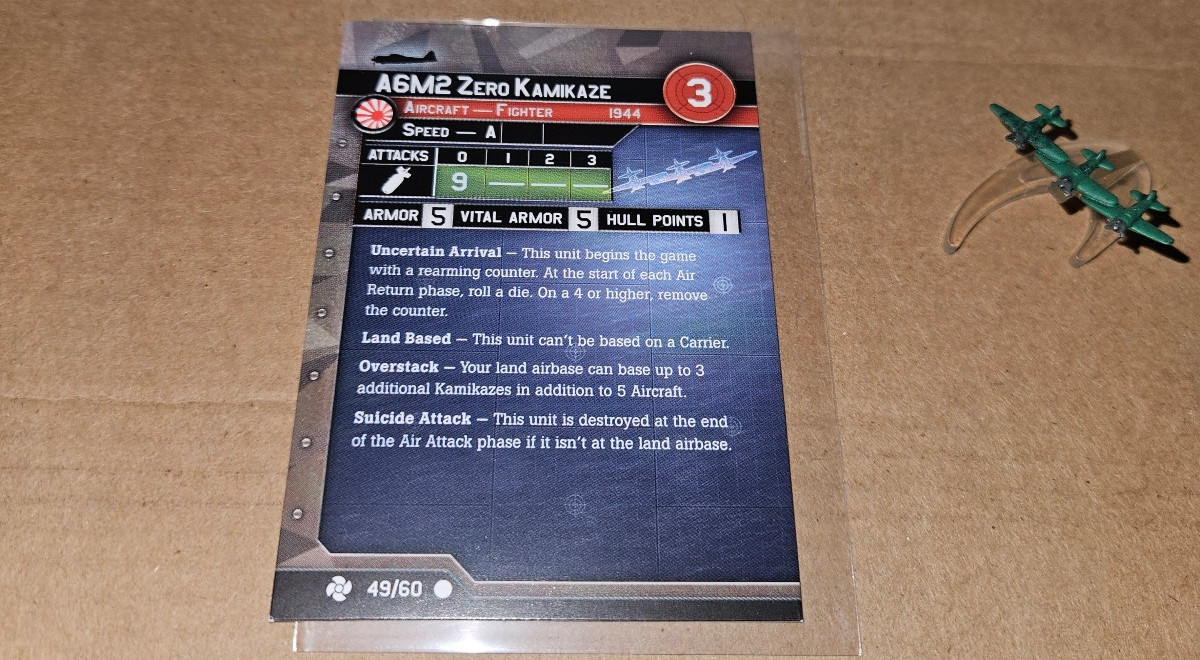 A6M2 Zero Kamikaze
3
Aircraft — Fighter 1944
Speed — A
ATTACKS 0 1 2 3
9 — — —
ARMOR 5 VITAL ARMOR 5 HULL POINTS 1
Uncertain Arrival — This unit begins the game
with a rearming counter. At the start of each Air
Return phase, roll a die. On a 4 or higher, remove
the counter.
Land Based — This unit can't be based on a Carrier.
Overstack — Your land airbase can base up to 3
additional Kamikazes in addition to 5 Aircraft.
Suicide Attack — This unit is destroyed at the end
of the Air Attack phase if it isn't at the land airbase.
49/60